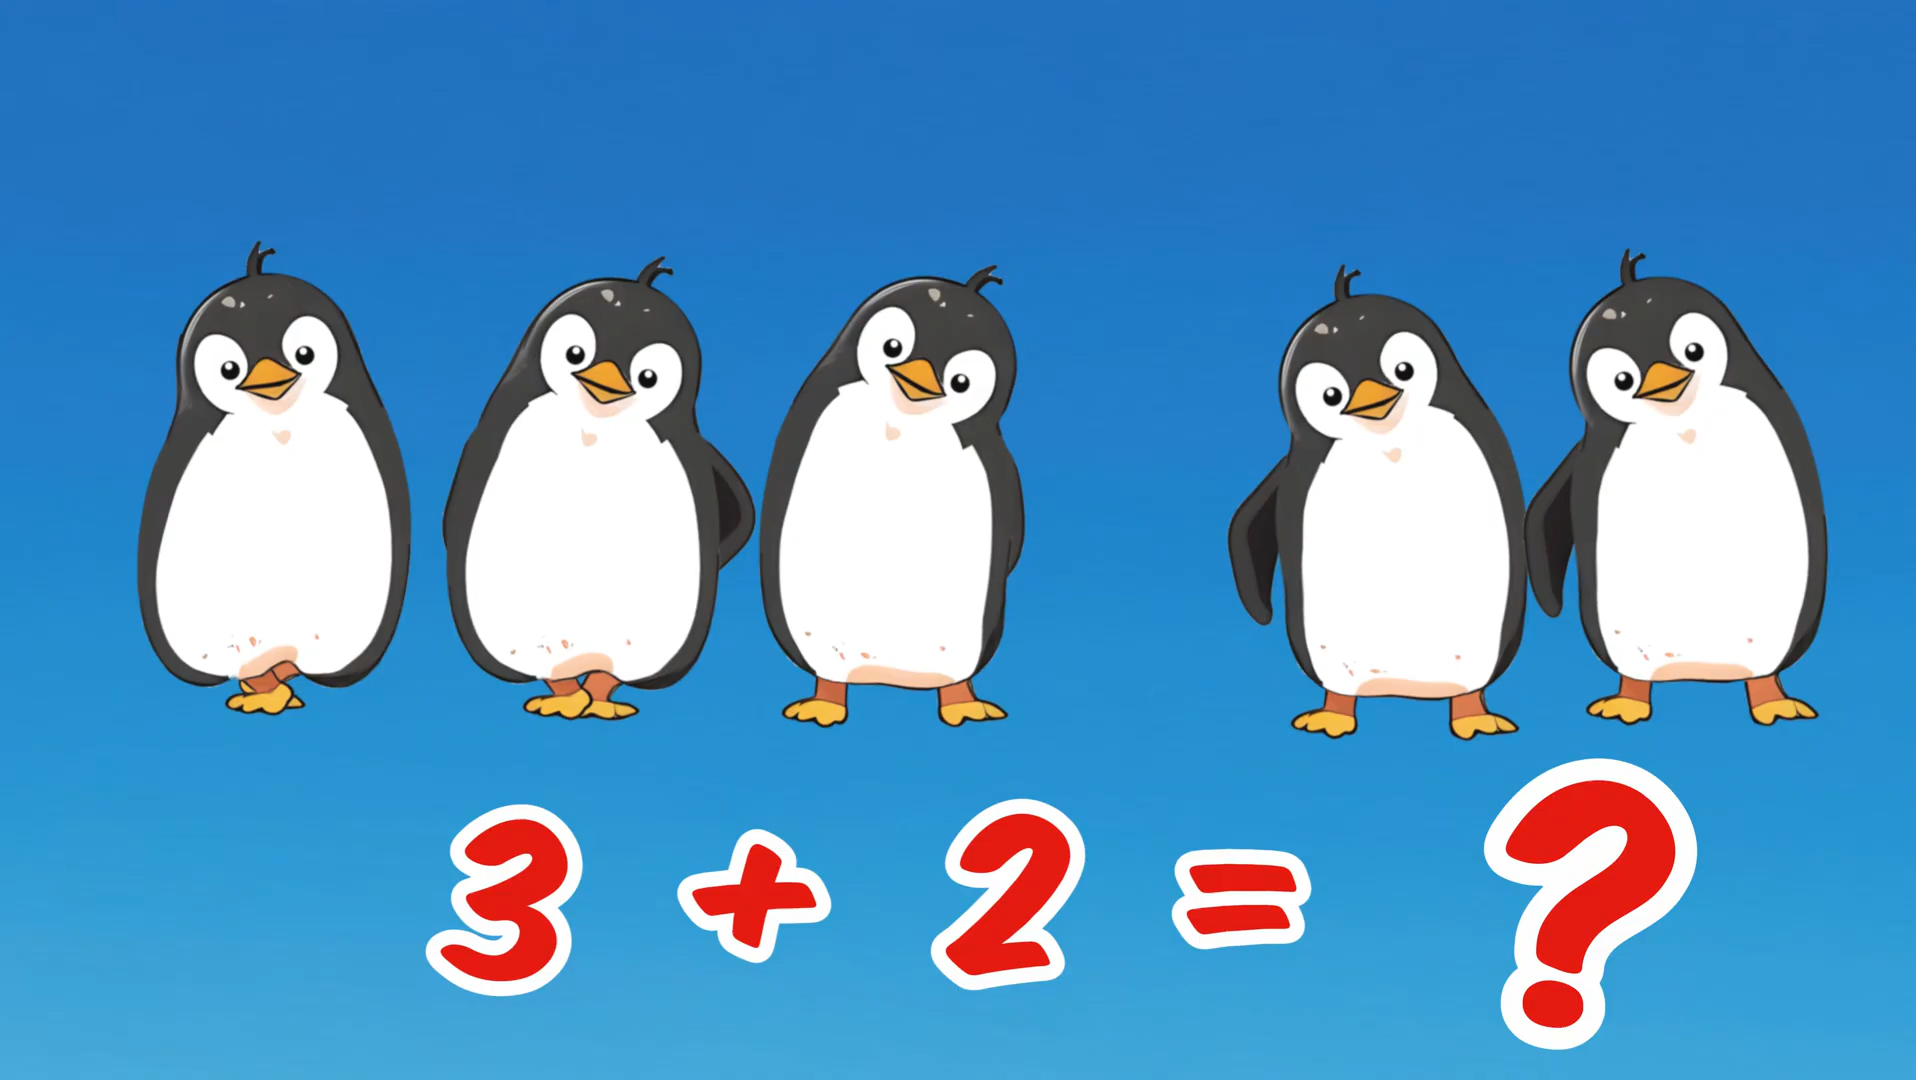 3 + 2 = ?